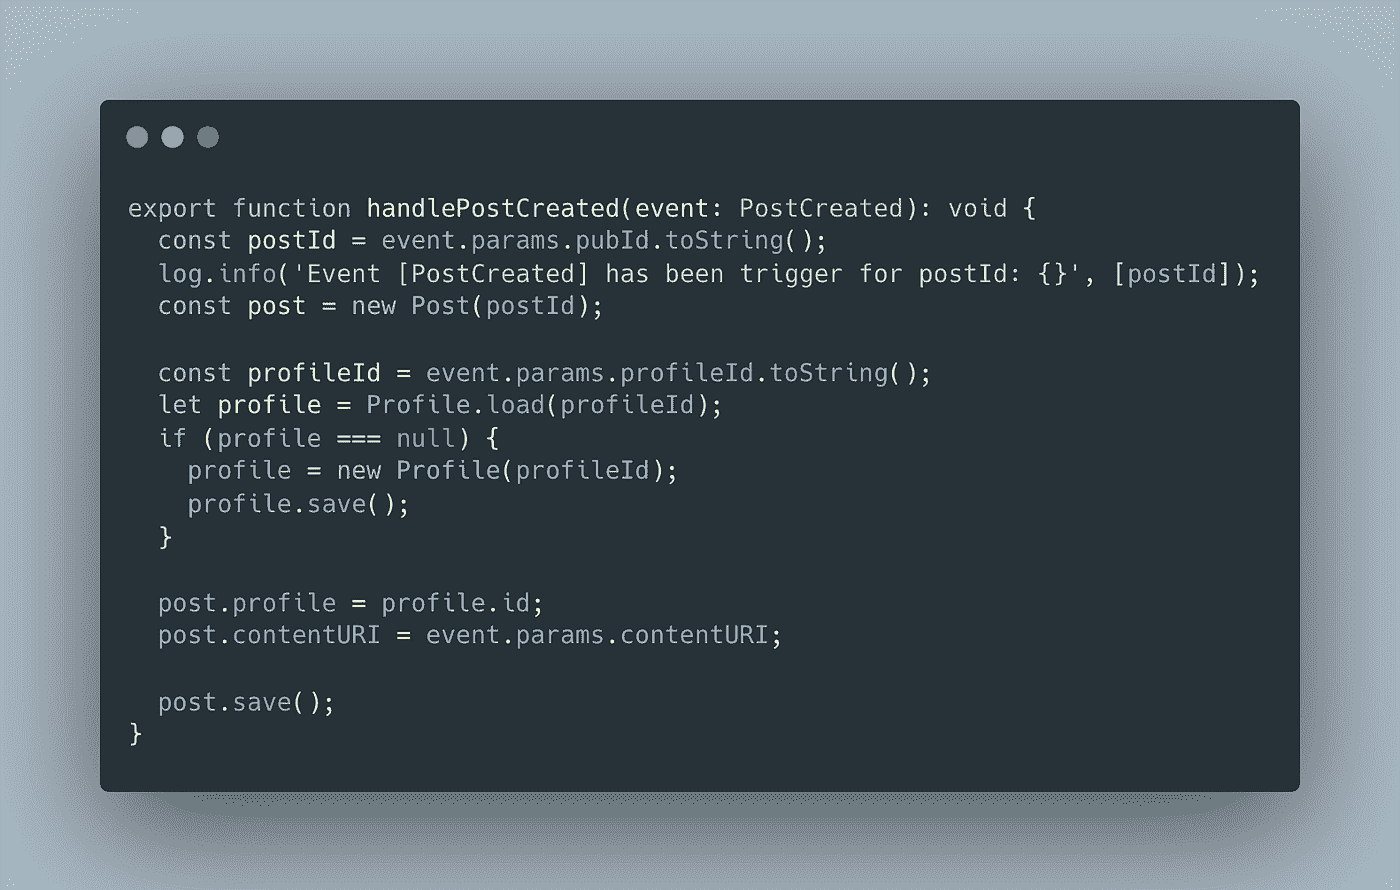 export function handlePostCreated(event: PostCreated): void {
  const postId = event.params.pubId.toString();
  log.info('Event [PostCreated] has been trigger for postId: {}', [postId]);
  const post = new Post(postId);

  const profileId = event.params.profileId.toString();
  let profile = Profile.load(profileId);
  if (profile === null) {
    profile = new Profile(profileId);
    profile.save();
  }

  post.profile = profile.id;
  post.contentURI = event.params.contentURI;

  post.save();
}